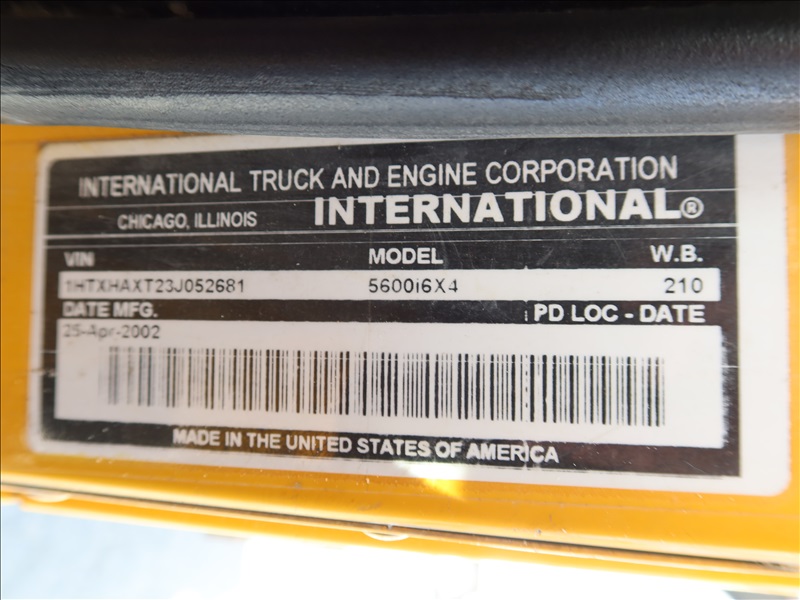 INTERNATIONAL TRUCK AND ENGINE CORPORATION
CHICAGO, ILLINOIS INTERNATIONAL®
VIN MODEL W.B.
1HTXHAXT23J052681 5600i6X4 210
DATE MFG. PD LOC - DATE
25-Apr-2002
MADE IN THE UNITED STATES OF AMERICA